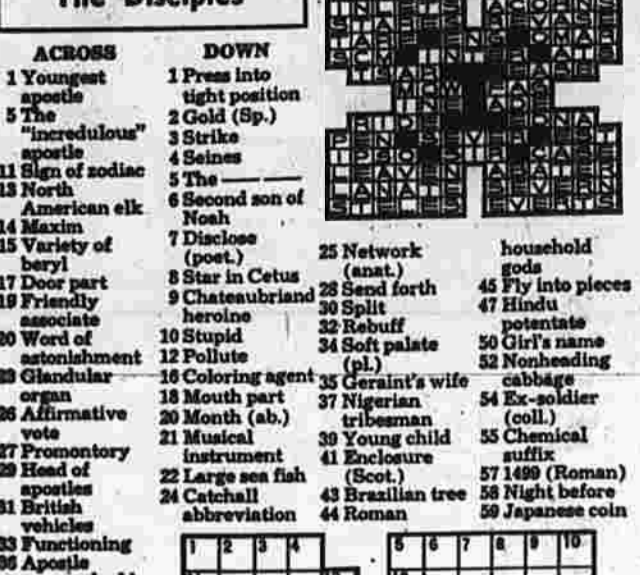 The Disciples
ACROSS
1 Youngest
apostle
5 The
"incredulous"
apostle
11 Sign of zodiac
13 North
American elk
14 Maxim
15 Variety of
beryl
17 Door part
19 Friendly
associate
20 Word of
astonishment
23 Glandular
organ
26 Affirmative
vote
27 Promontory
29 Head of
apostles
31 British
vehicles
33 Functioning
36 Apostle
DOWN
1 Press into
tight position
2 Gold (Sp.)
3 Strike
4 Seines
5 The — —
6 Second son of
Noah
7 Disclose
(poet.)
8 Star in Cetus
9 Chateaubriand
heroine
10 Stupid
12 Pollute
16 Coloring agent
18 Mouth part
20 Month (ab.)
21 Musical
instrument
22 Large sea fish
24 Catchall
abbreviation
25 Network
(anat.)
28 Send forth
30 Split
32 Rebuff
34 Soft palate
(pl.)
35 Geraint's wife
37 Nigerian
tribesman
39 Young child
41 Enclosure
(Scot.)
43 Brazilian tree
44 Roman
household
gods
45 Fly into pieces
47 Hindu
potentate
50 Girl's name
52 Nonheading
cabbage
54 Ex-soldier
(coll.)
55 Chemical
suffix
57 1499 (Roman)
58 Night before
59 Japanese coin
1 2 3 4
5 6 7 8 9 10